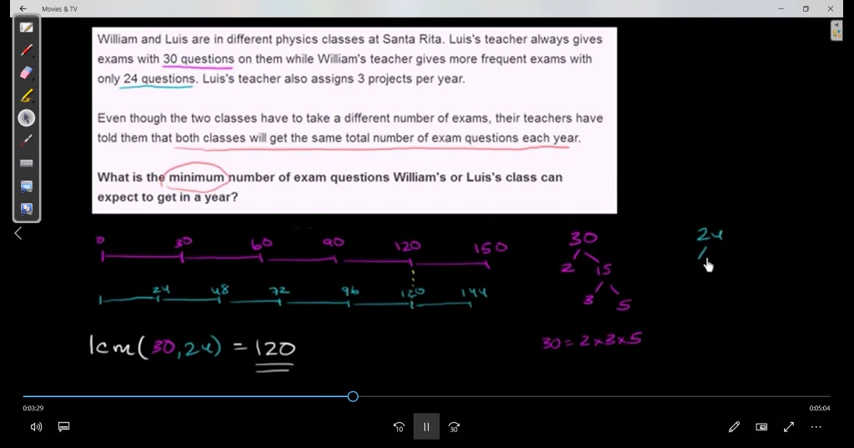 Movies & TV
William and Luis are in different physics classes at Santa Rita. Luis's teacher always gives
exams with 30 questions on them while William's teacher gives more frequent exams with
only 24 questions. Luis's teacher also assigns 3 projects per year.
Even though the two classes have to take a different number of exams, their teachers have
told them that both classes will get the same total number of exam questions each year.
What is the minimum number of exam questions William's or Luis's class can
expect to get in a year?
0 30 60 90 120 150
24 48 72 96 120 144
lcm(30,24) = 120
30
2 15
3 5
30 = 2 x 3 x 5
24
0:03:29
0:05:04
10
30